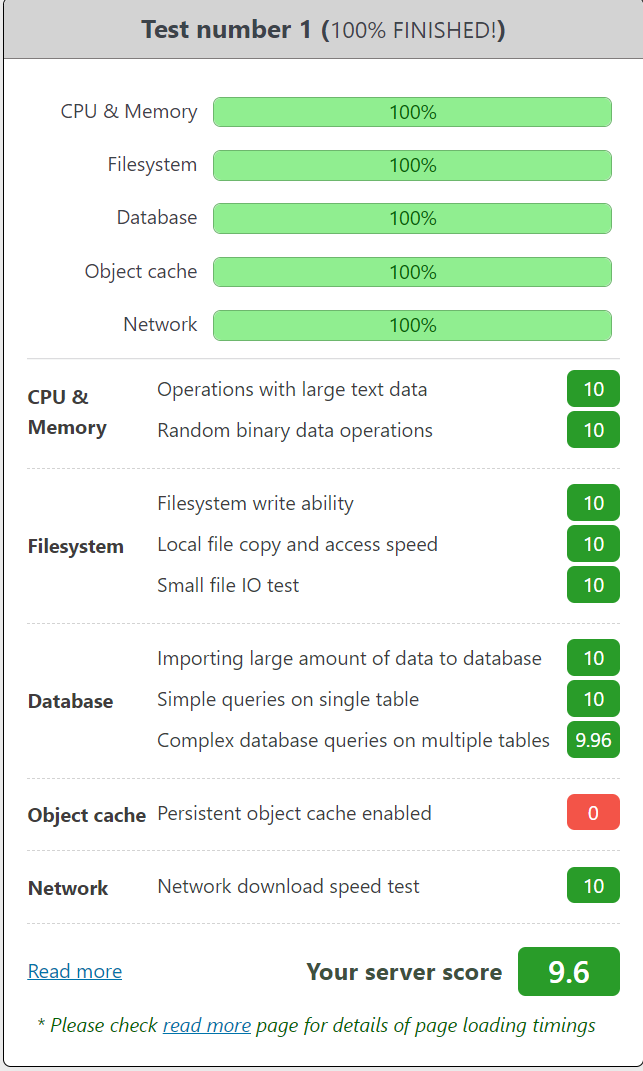 Test number 1 (100% FINISHED!)
CPU & Memory 100%
Filesystem 100%
Database 100%
Object cache 100%
Network 100%
CPU &
Memory
Operations with large text data 10
Random binary data operations 10
Filesystem
Filesystem write ability 10
Local file copy and access speed 10
Small file IO test 10
Database
Importing large amount of data to database 10
Simple queries on single table 10
Complex database queries on multiple tables 9.96
Object cache Persistent object cache enabled 0
Network Network download speed test 10
Read more Your server score 9.6
* Please check read more page for details of page loading timings